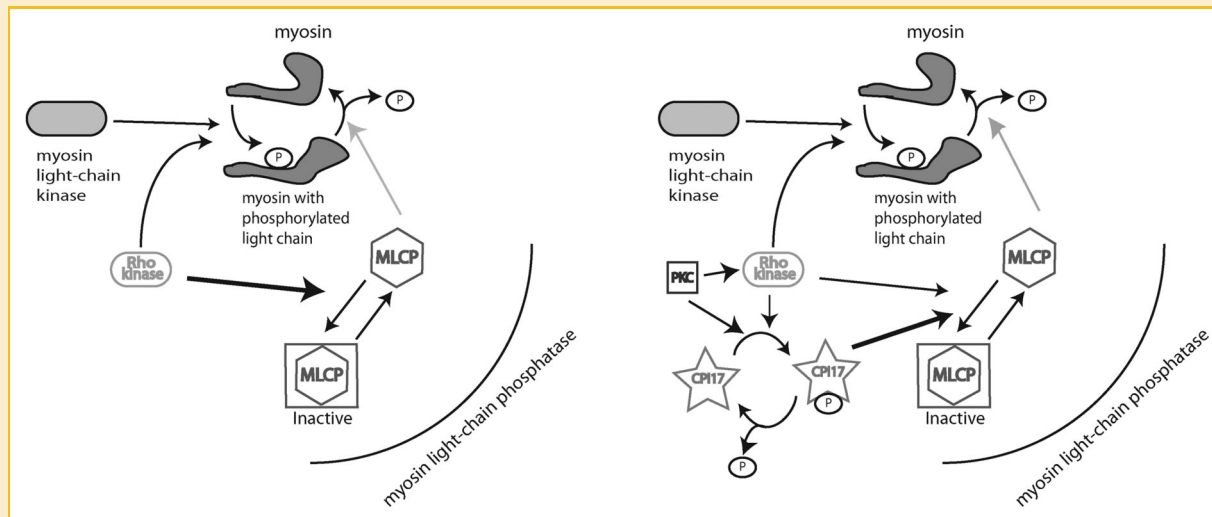 myosin
P
myosin
light-chain
kinase
P
myosin with
phosphorylated
light chain
Rho
kinase
MLCP
MLCP
Inactive
myosin light-chain phosphatase
myosin
P
myosin
light-chain
kinase
P
myosin with
phosphorylated
light chain
PKC
Rho
kinase
MLCP
CPI17
CPI17
P
MLCP
Inactive
P
myosin light-chain phosphatase